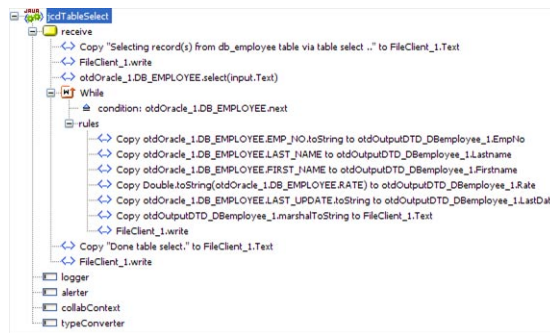 JAVA
jcdTableSelect
receive
Copy "Selecting record(s) from db_employee table via table select .." to FileClient_1.Text
FileClient_1.write
otdOracle_1.DB_EMPLOYEE.select(input.Text)
While
condition: otdOracle_1.DB_EMPLOYEE.next
rules
Copy otdOracle_1.DB_EMPLOYEE.EMP_NO.toString to otdOutputDTD_DBemployee_1.EmpNo
Copy otdOracle_1.DB_EMPLOYEE.LAST_NAME to otdOutputDTD_DBemployee_1.Lastname
Copy otdOracle_1.DB_EMPLOYEE.FIRST_NAME to otdOutputDTD_DBemployee_1.Firstname
Copy Double.toString(otdOracle_1.DB_EMPLOYEE.RATE) to otdOutputDTD_DBemployee_1.Rate
Copy otdOracle_1.DB_EMPLOYEE.LAST_UPDATE.toString to otdOutputDTD_DBemployee_1.LastDat
Copy otdOutputDTD_DBemployee_1.marshalToString to FileClient_1.Text
FileClient_1.write
Copy "Done table select." to FileClient_1.Text
FileClient_1.write
logger
alerter
collabContext
typeConverter